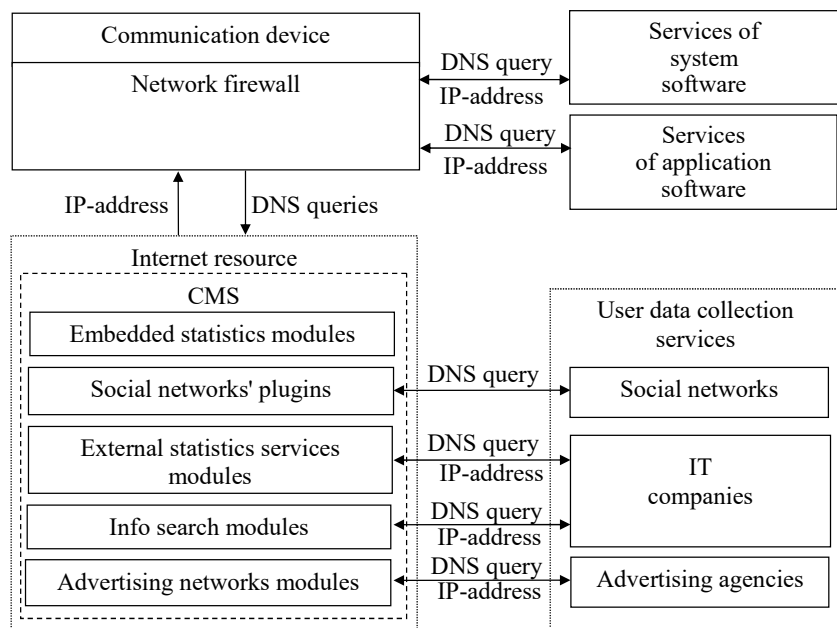 Communication device
Network firewall
DNS query
IP-address
Services of
system
software
DNS query
IP-address
Services
of application
software
IP-address
DNS queries
Internet resource
CMS
Embedded statistics modules
Social networks' plugins
External statistics services
modules
Info search modules
Advertising networks modules
DNS query
DNS query
IP-address
DNS query
IP-address
DNS query
IP-address
User data collection
services
Social networks
IT
companies
Advertising agencies